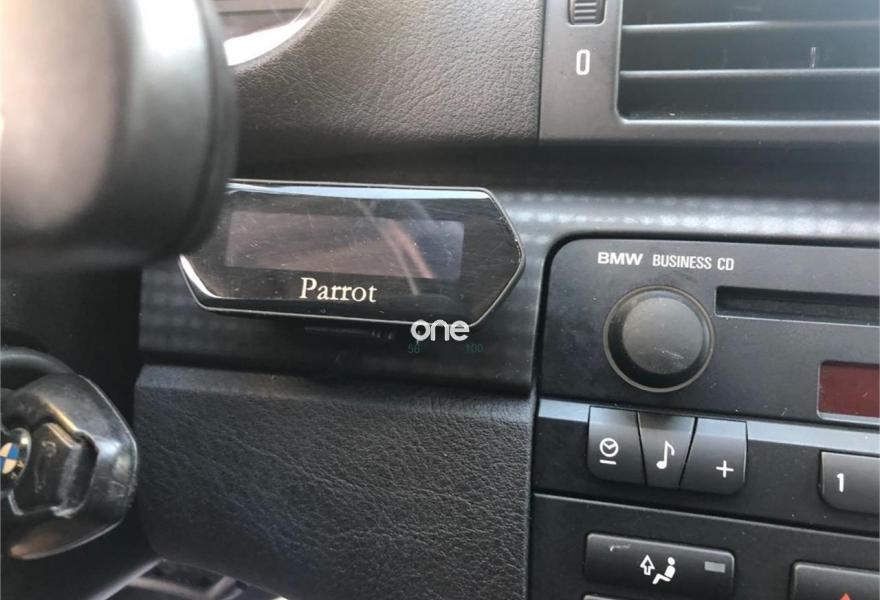 0
BMW BUSINESS CD
Parrot
one
50 100
+
1